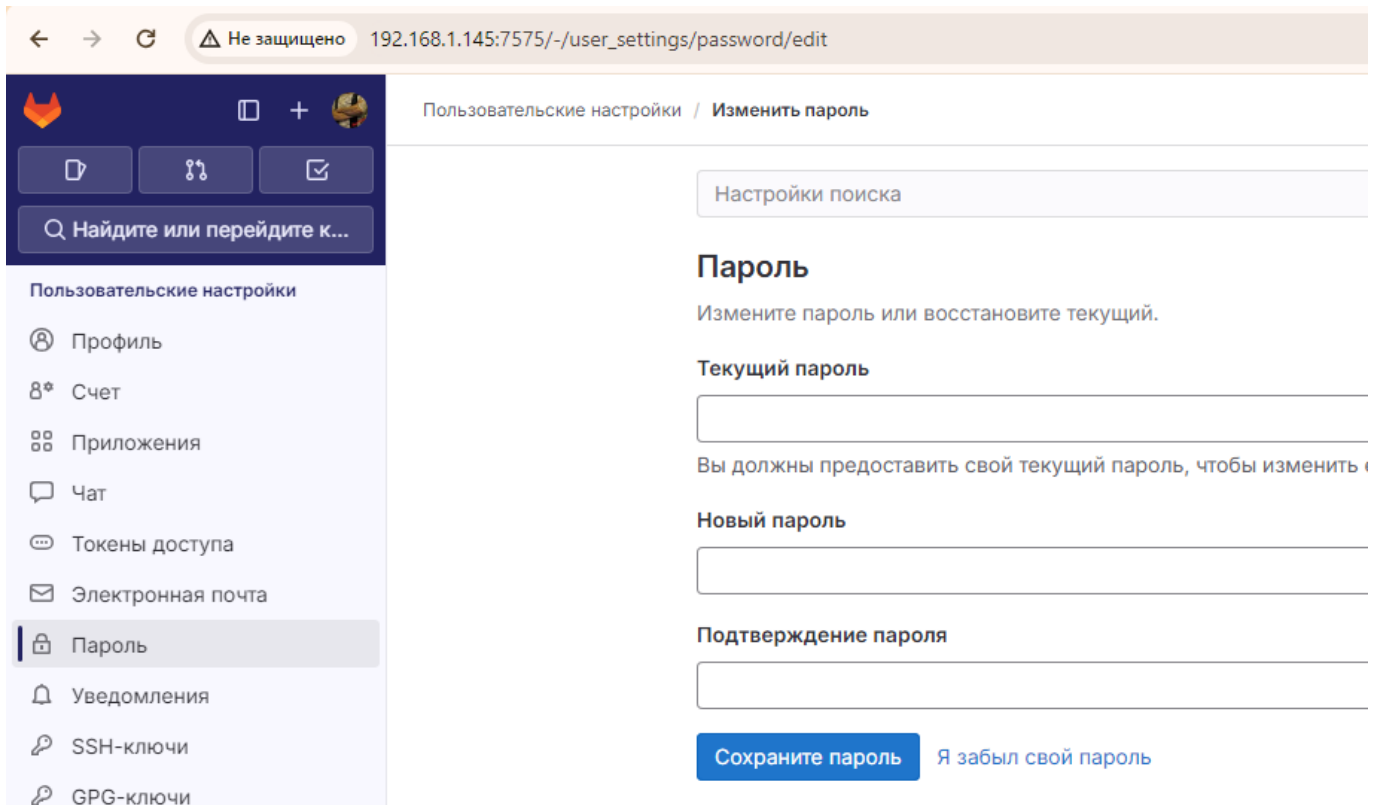 Не защищено 192.168.1.145:7575/-/user_settings/password/edit
Пользовательские настройки / Изменить пароль
Найдите или перейдите к...
Пользовательские настройки
Профиль
Счет
Приложения
Чат
Токены доступа
Электронная почта
Пароль
Уведомления
SSH-ключи
GPG-ключи
Настройки поиска
Пароль
Измените пароль или восстановите текущий.
Текущий пароль
Вы должны предоставить свой текущий пароль, чтобы изменить
Новый пароль
Подтверждение пароля
Сохраните пароль Я забыл свой пароль